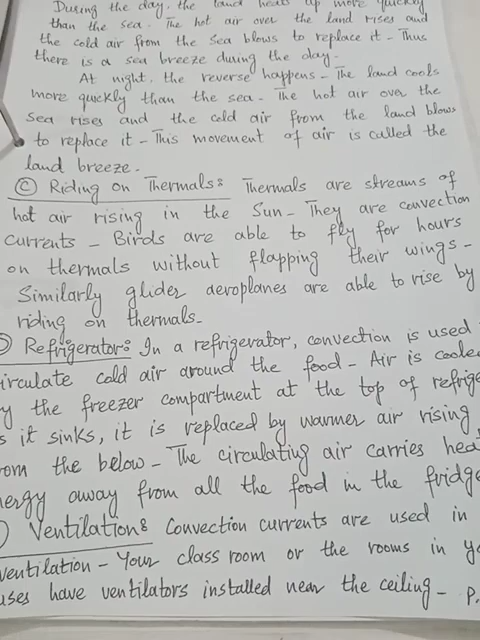 During the day, the land heats up more quickly
than the sea. The hot air over the land rises and
the cold air from the Sea blows to replace it - Thus
there is a sea breeze during the day -
At night, the reverse happens - The land cools
more quickly than the sea - The hot air over the
sea rises and the cold air from the land blows
to replace it - This movement of air is called the
land breeze -
© Riding on Thermals: Thermals are streams of
hot air rising in the Sun - They are convection
currents - Birds are able to fly for hours
on thermals without flapping their wings -
Similarly glider aeroplanes are able to rise by
riding on thermals -
Refrigerator: In a refrigerator, convection is used
irculate cold air around the food - Air is coole
y the freezer compartment at the top of refrige
s it sinks, it is replaced by warmer air rising
rom the below - The circulating air carries hea
nergy away from all the food in the fridge
Ventilation: Convection currents are used in
ventilation - Your class room or the rooms in yo
uses have ventilators installed near the ceiling - P.